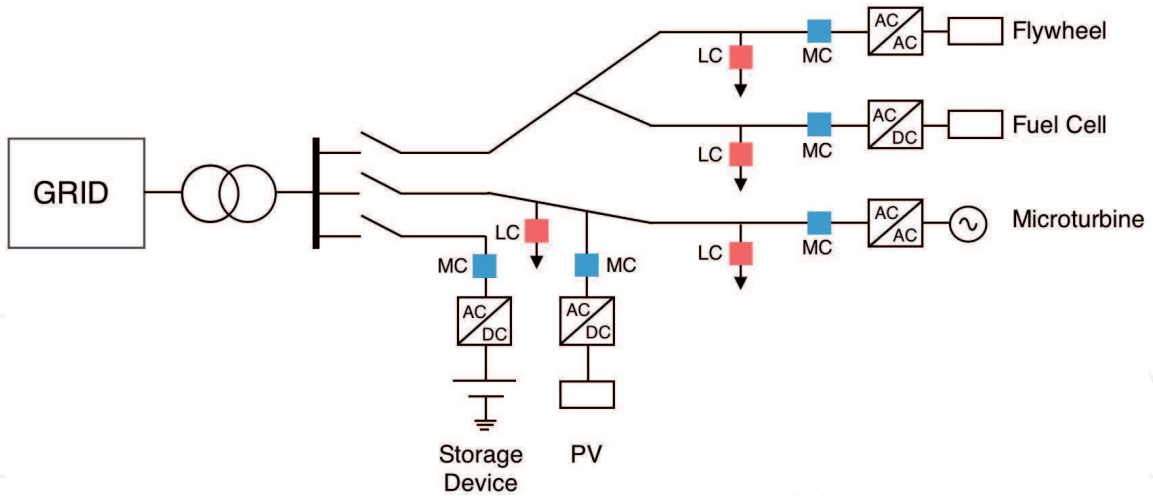 AC
AC
Flywheel
LC
MC
AC
DC
Fuel Cell
LC
MC
GRID
AC
AC
Microturbine
LC
LC
MC
MC
MC
AC
DC
AC
DC
Storage
Device
PV